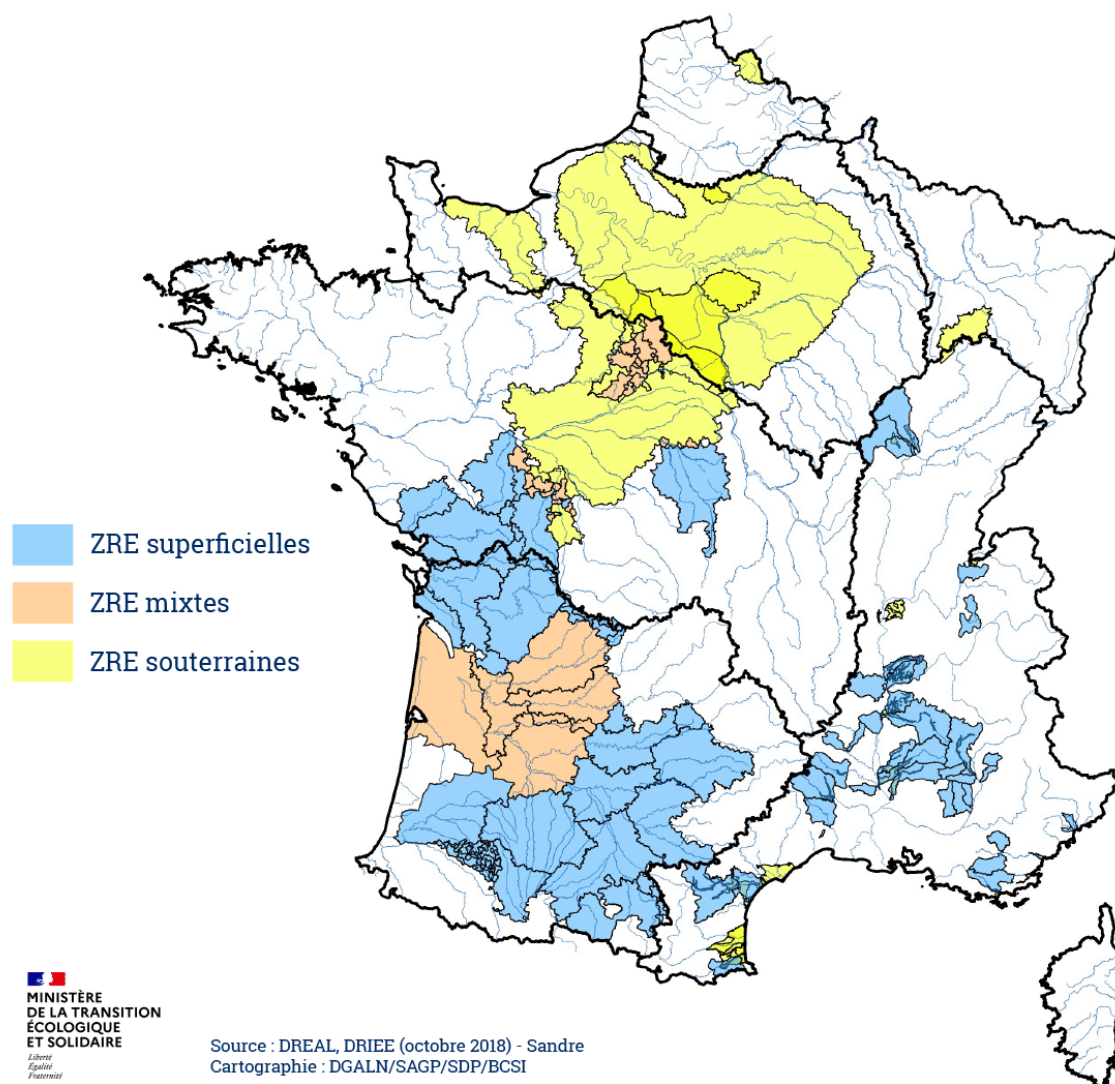 ZRE superficielles
ZRE mixtes
ZRE souterraines
MINISTÈRE
DE LA TRANSITION
ÉCOLOGIQUE
ET SOLIDAIRE
Liberté
Égalité
Fraternité
Source : DREAL, DRIEE (octobre 2018) - Sandre
Cartographie : DGALN/SAGP/SDP/BCSI